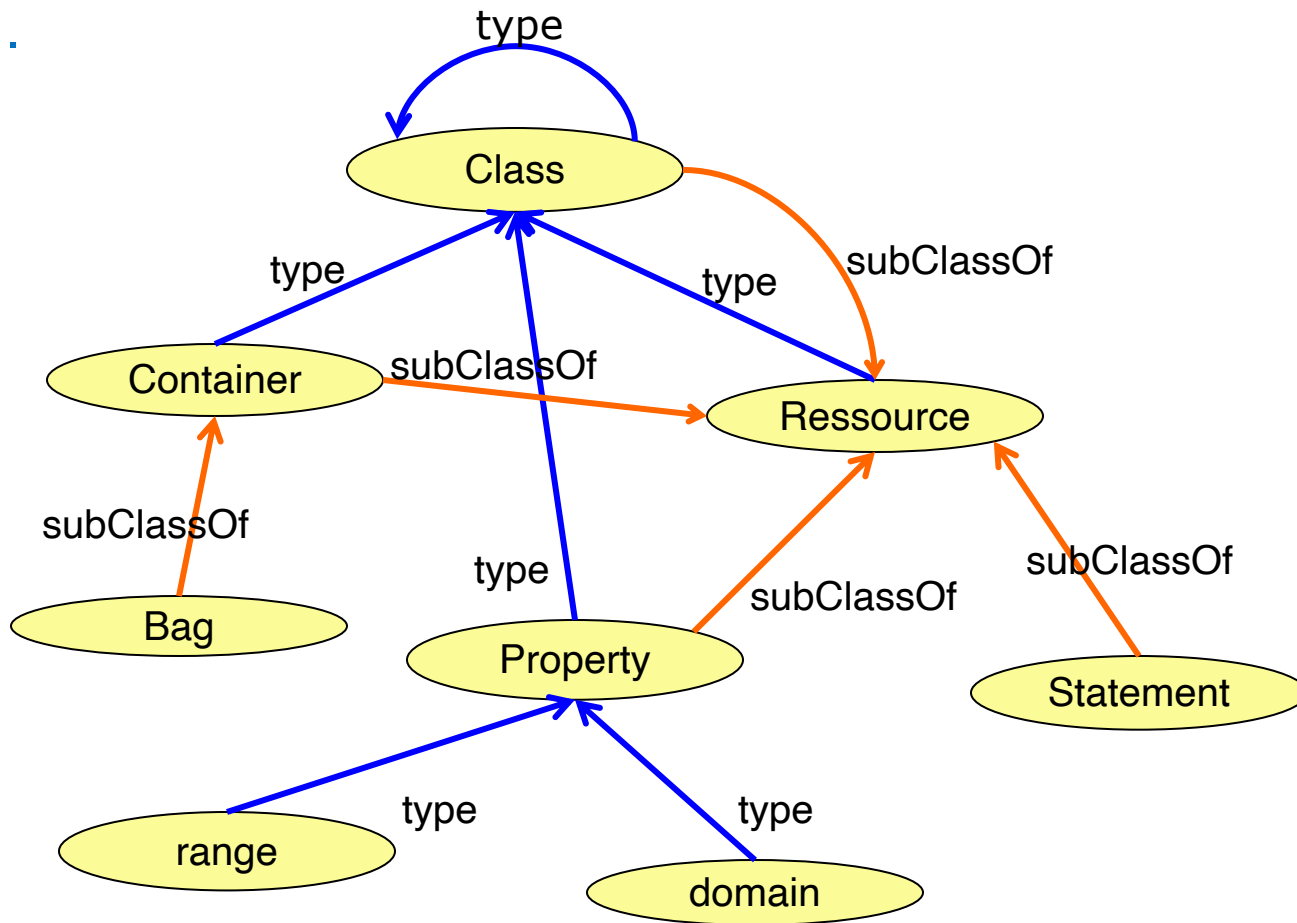 type
Class
subClassOf
type
type
subClassOf
Container
Ressource
subClassOf
subClassOf
type
subClassOf
Bag
Property
Statement
type
type
range
domain